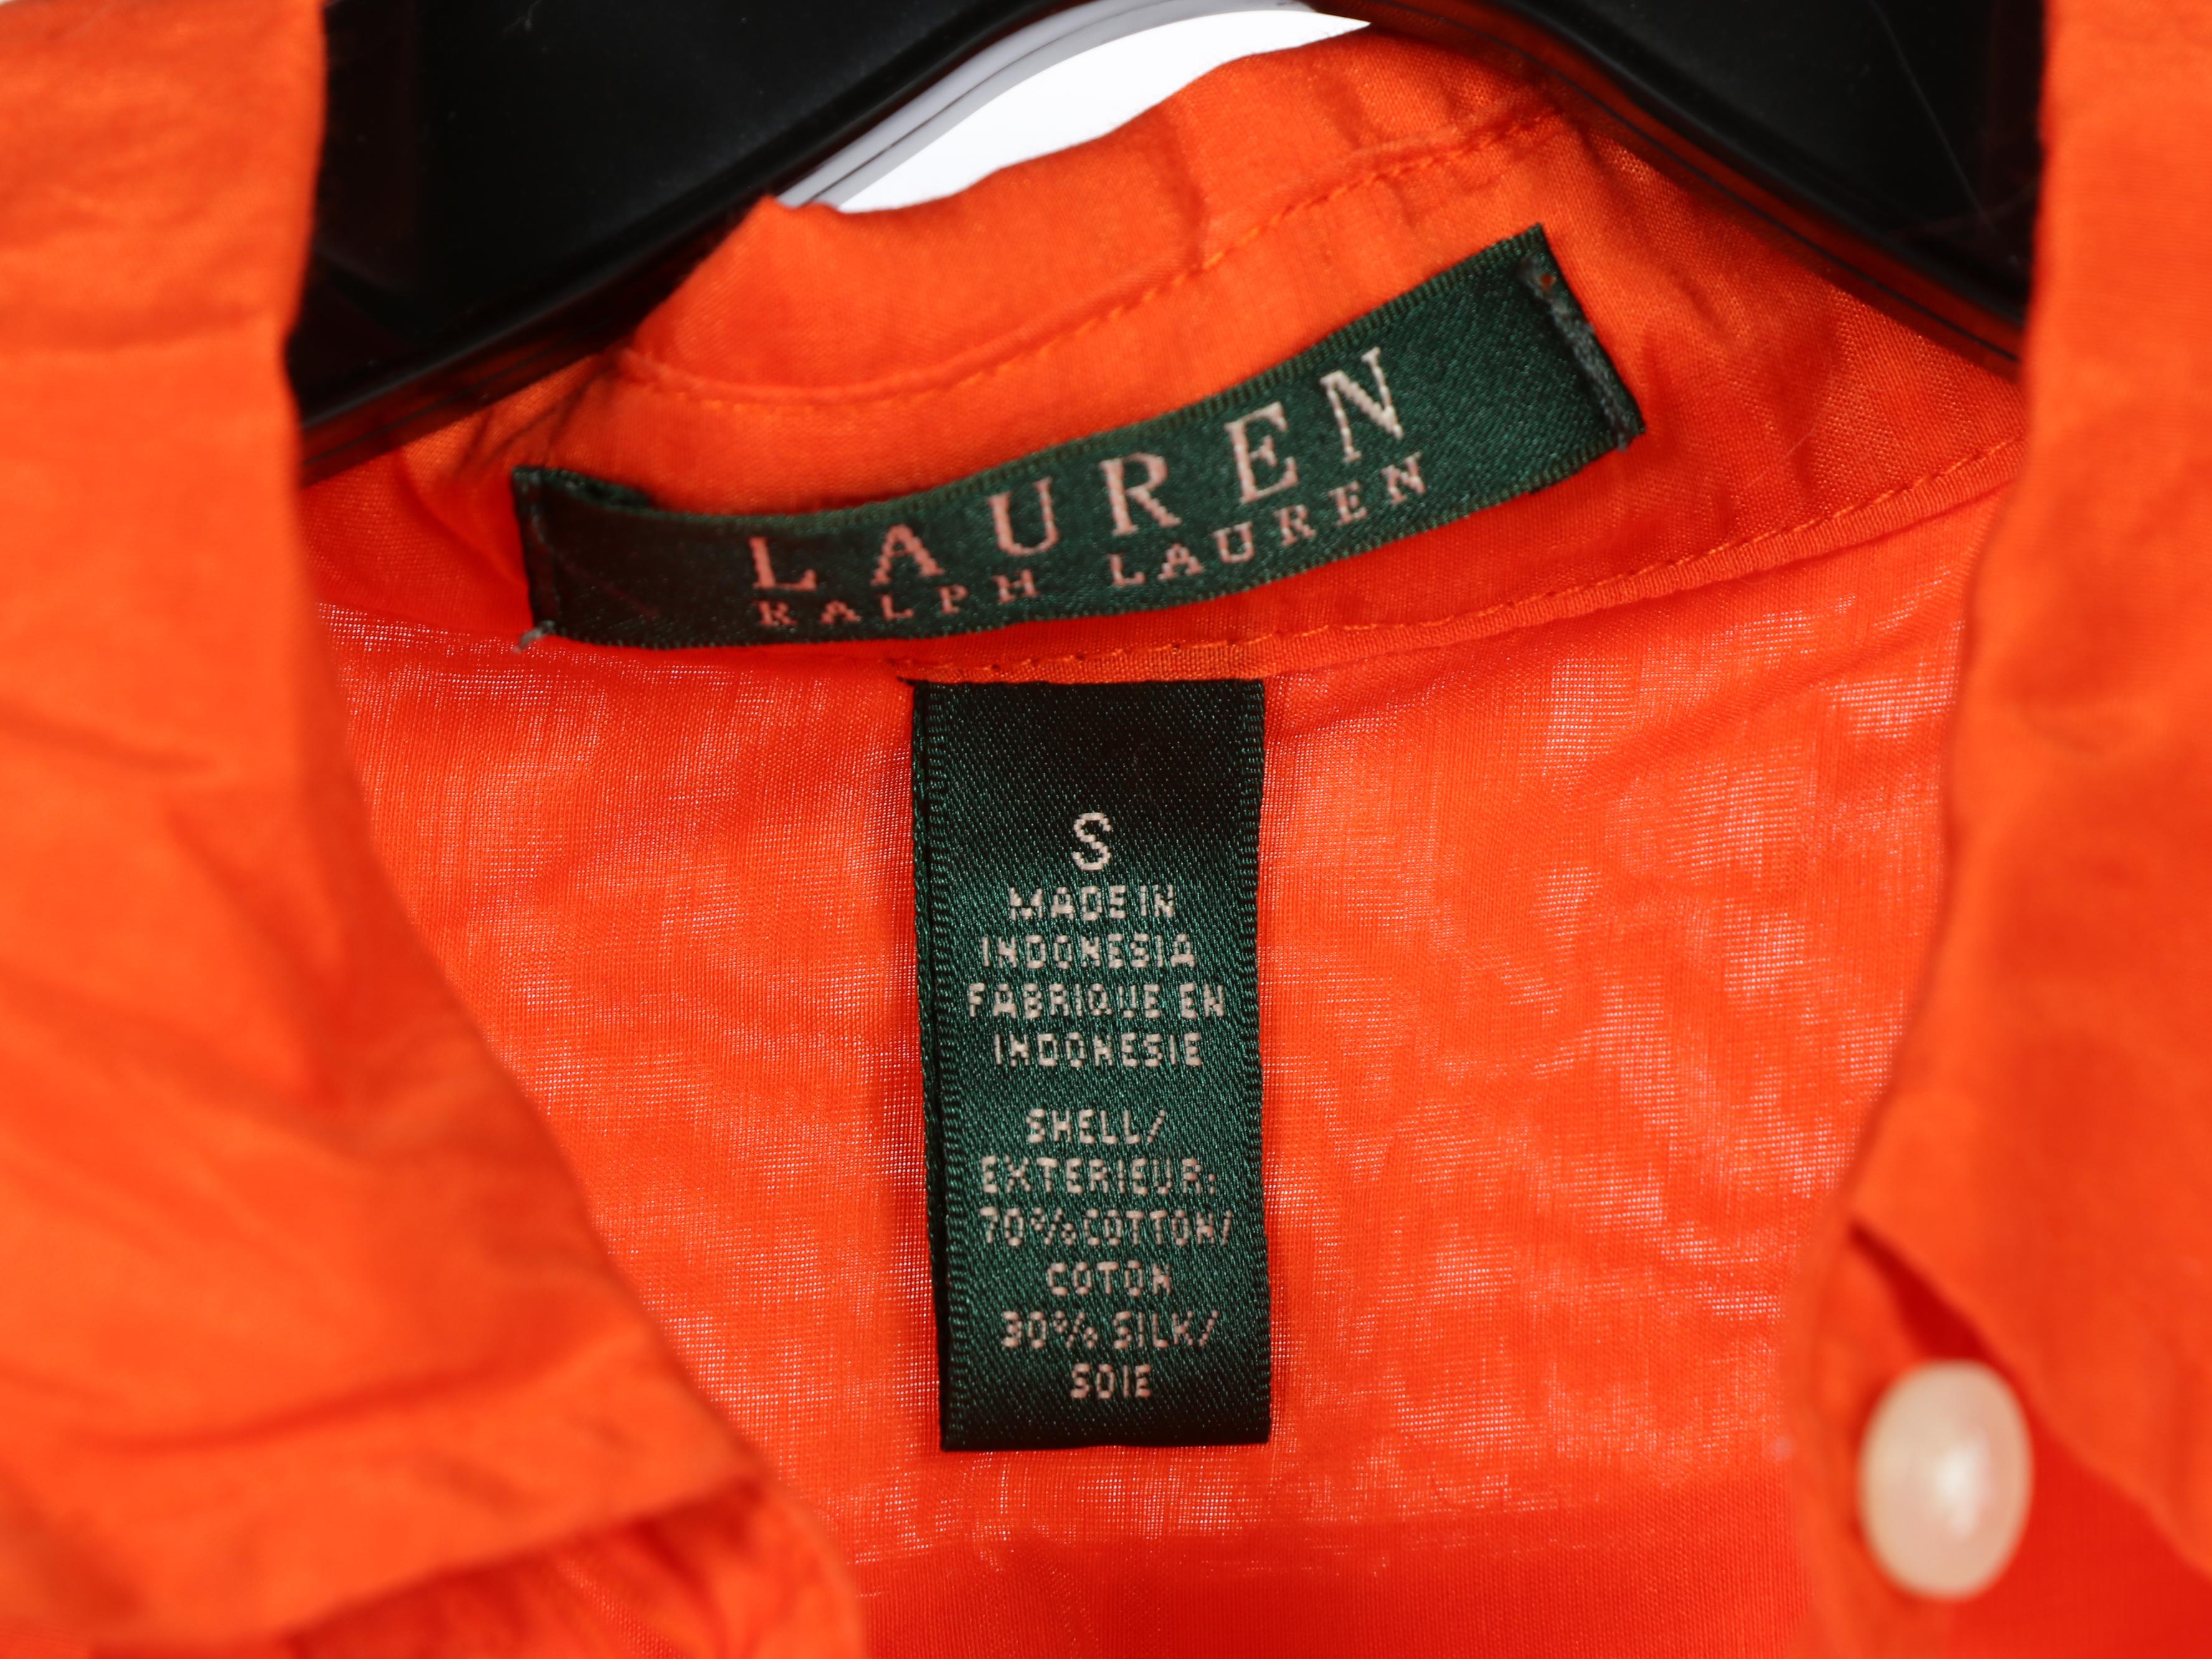 LAUREN
RALPH LAUREN
S
MADE IN
INDONESIA
FABRIQUE EN
INDONESIE
SHELL/
EXTERIEUR:
70% COTTON/
COTON
30% SILK/
SOIE